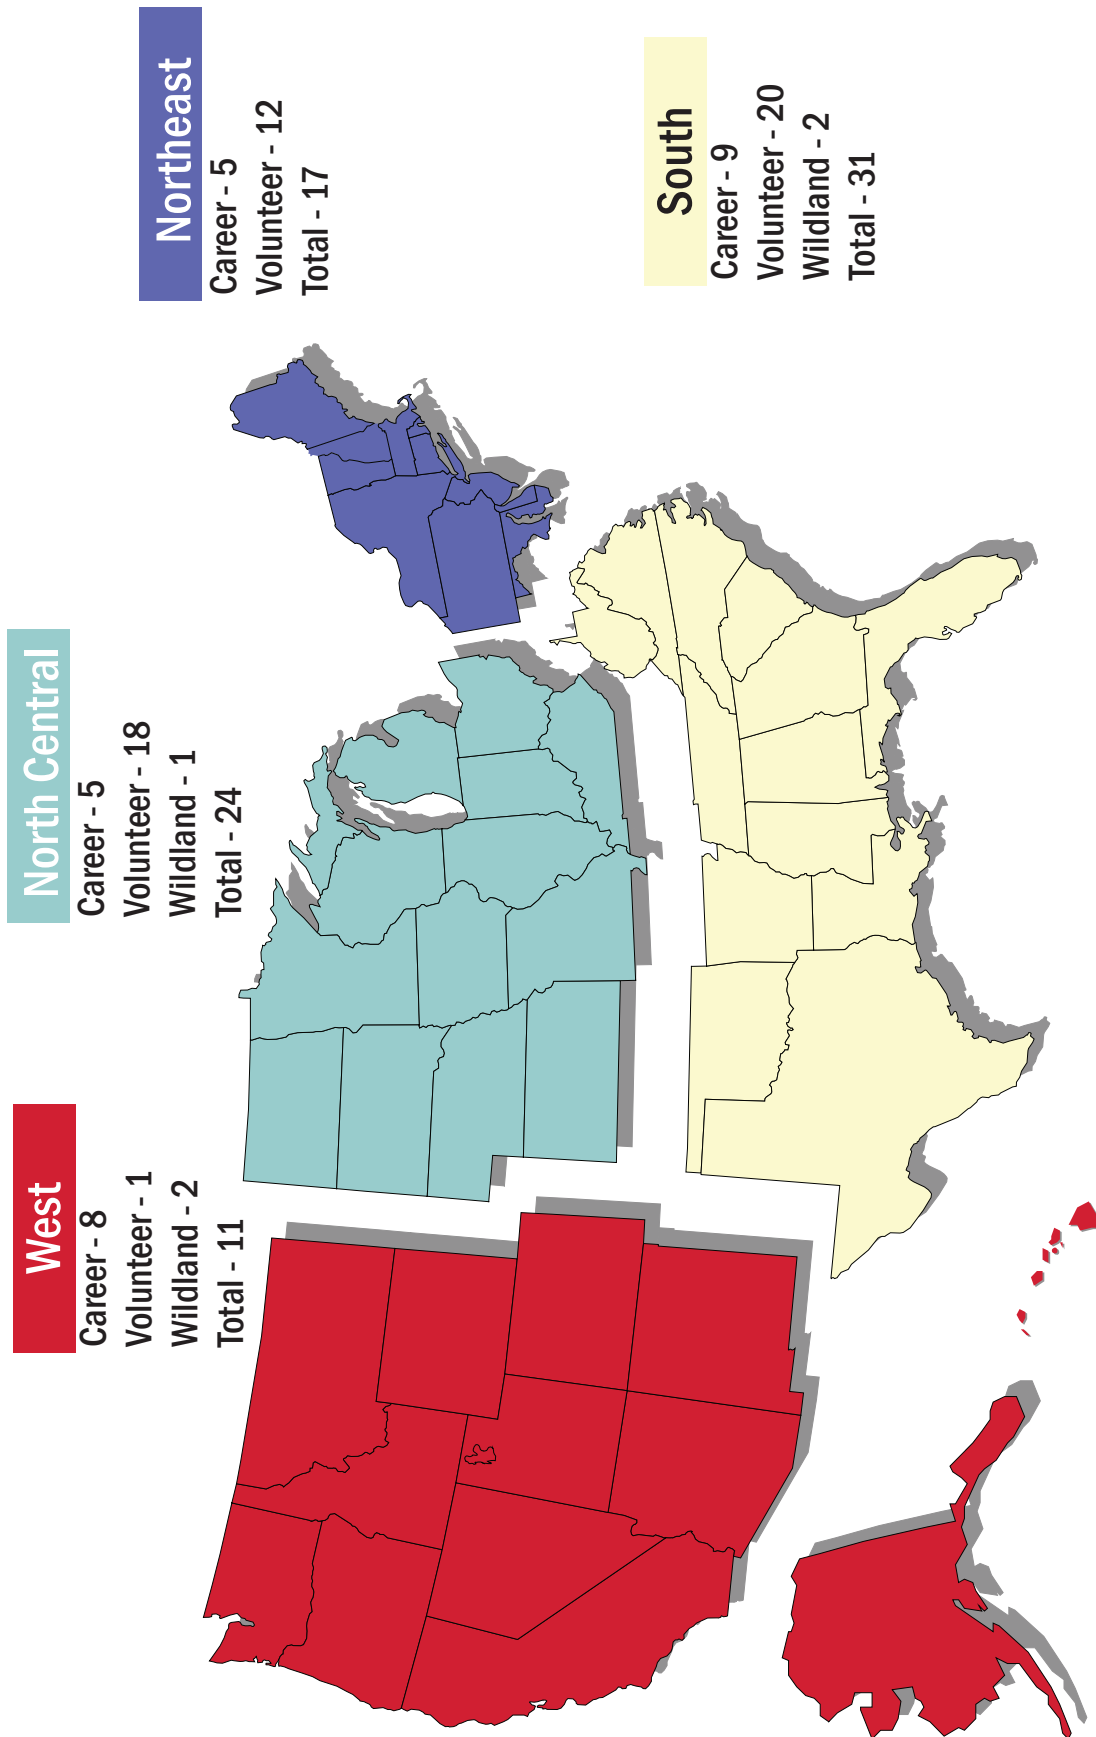 West
Career - 8
Volunteer - 1
Wildland - 2
Total - 11
North Central
Career - 5
Volunteer - 18
Wildland - 1
Total - 24
Northeast
Career - 5
Volunteer - 12
Total - 17
South
Career - 9
Volunteer - 20
Wildland - 2
Total - 31